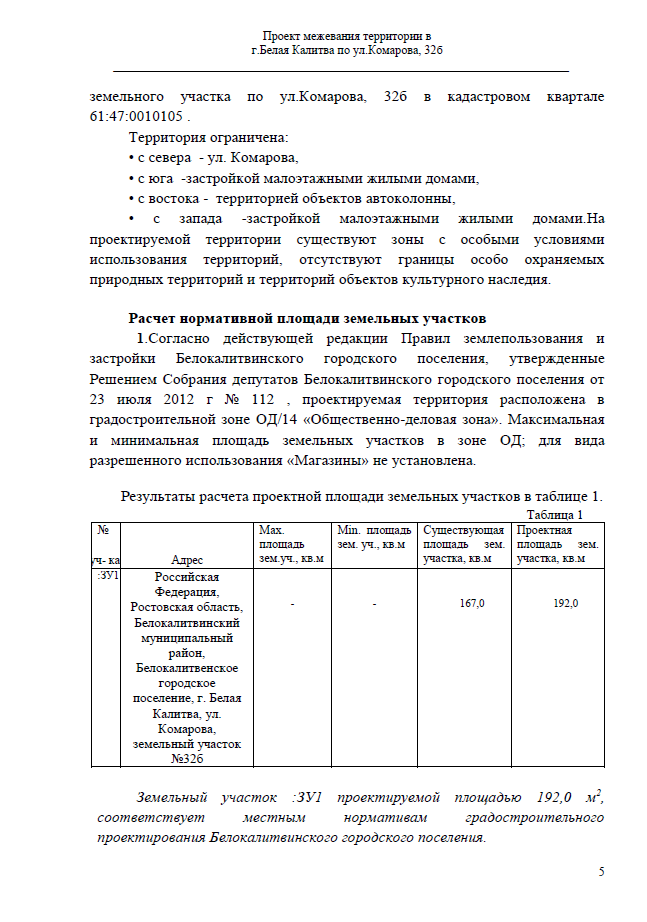 Проект межевания территории в
г.Белая Калитва по ул.Комарова, 32б
земельного участка по ул.Комарова, 32б в кадастровом квартале
61:47:0010105 .
Территория ограничена:
• с севера - ул. Комарова,
• с юга -застройкой малоэтажными жилыми домами,
• с востока - территорией объектов автоколонны,
• с запада -застройкой малоэтажными жилыми домами.На
проектируемой территории существуют зоны с особыми условиями
использования территорий, отсутствуют границы особо охраняемых
природных территорий и территорий объектов культурного наследия.
Расчет нормативной площади земельных участков
1.Согласно действующей редакции Правил землепользования и
застройки Белокалитвинского городского поселения, утвержденные
Решением Собрания депутатов Белокалитвинского городского поселения от
23 июля 2012 г № 112 , проектируемая территория расположена в
градостроительной зоне ОД/14 «Общественно-деловая зона». Максимальная
и минимальная площадь земельных участков в зоне ОД; для вида
разрешенного использования «Магазины» не установлена.
Результаты расчета проектной площади земельных участков в таблице 1.
Таблица 1
№
уч- ка
Адрес
Max.
площадь
зем.уч., кв.м
Min. площадь
зем. уч., кв.м
Существующая
площадь зем.
участка, кв.м
Проектная
площадь зем.
участка, кв.м
:ЗУ1
Российская
Федерация,
Ростовская область,
Белокалитвинский
муниципальный
район,
Белокалитвенское
городское
поселение, г. Белая
Калитва, ул.
Комарова,
земельный участок
№32б
-
-
167,0
192,0
Земельный участок :ЗУ1 проектируемой площадью 192,0 м²,
соответствует местным нормативам градостроительного
проектирования Белокалитвинского городского поселения.
5